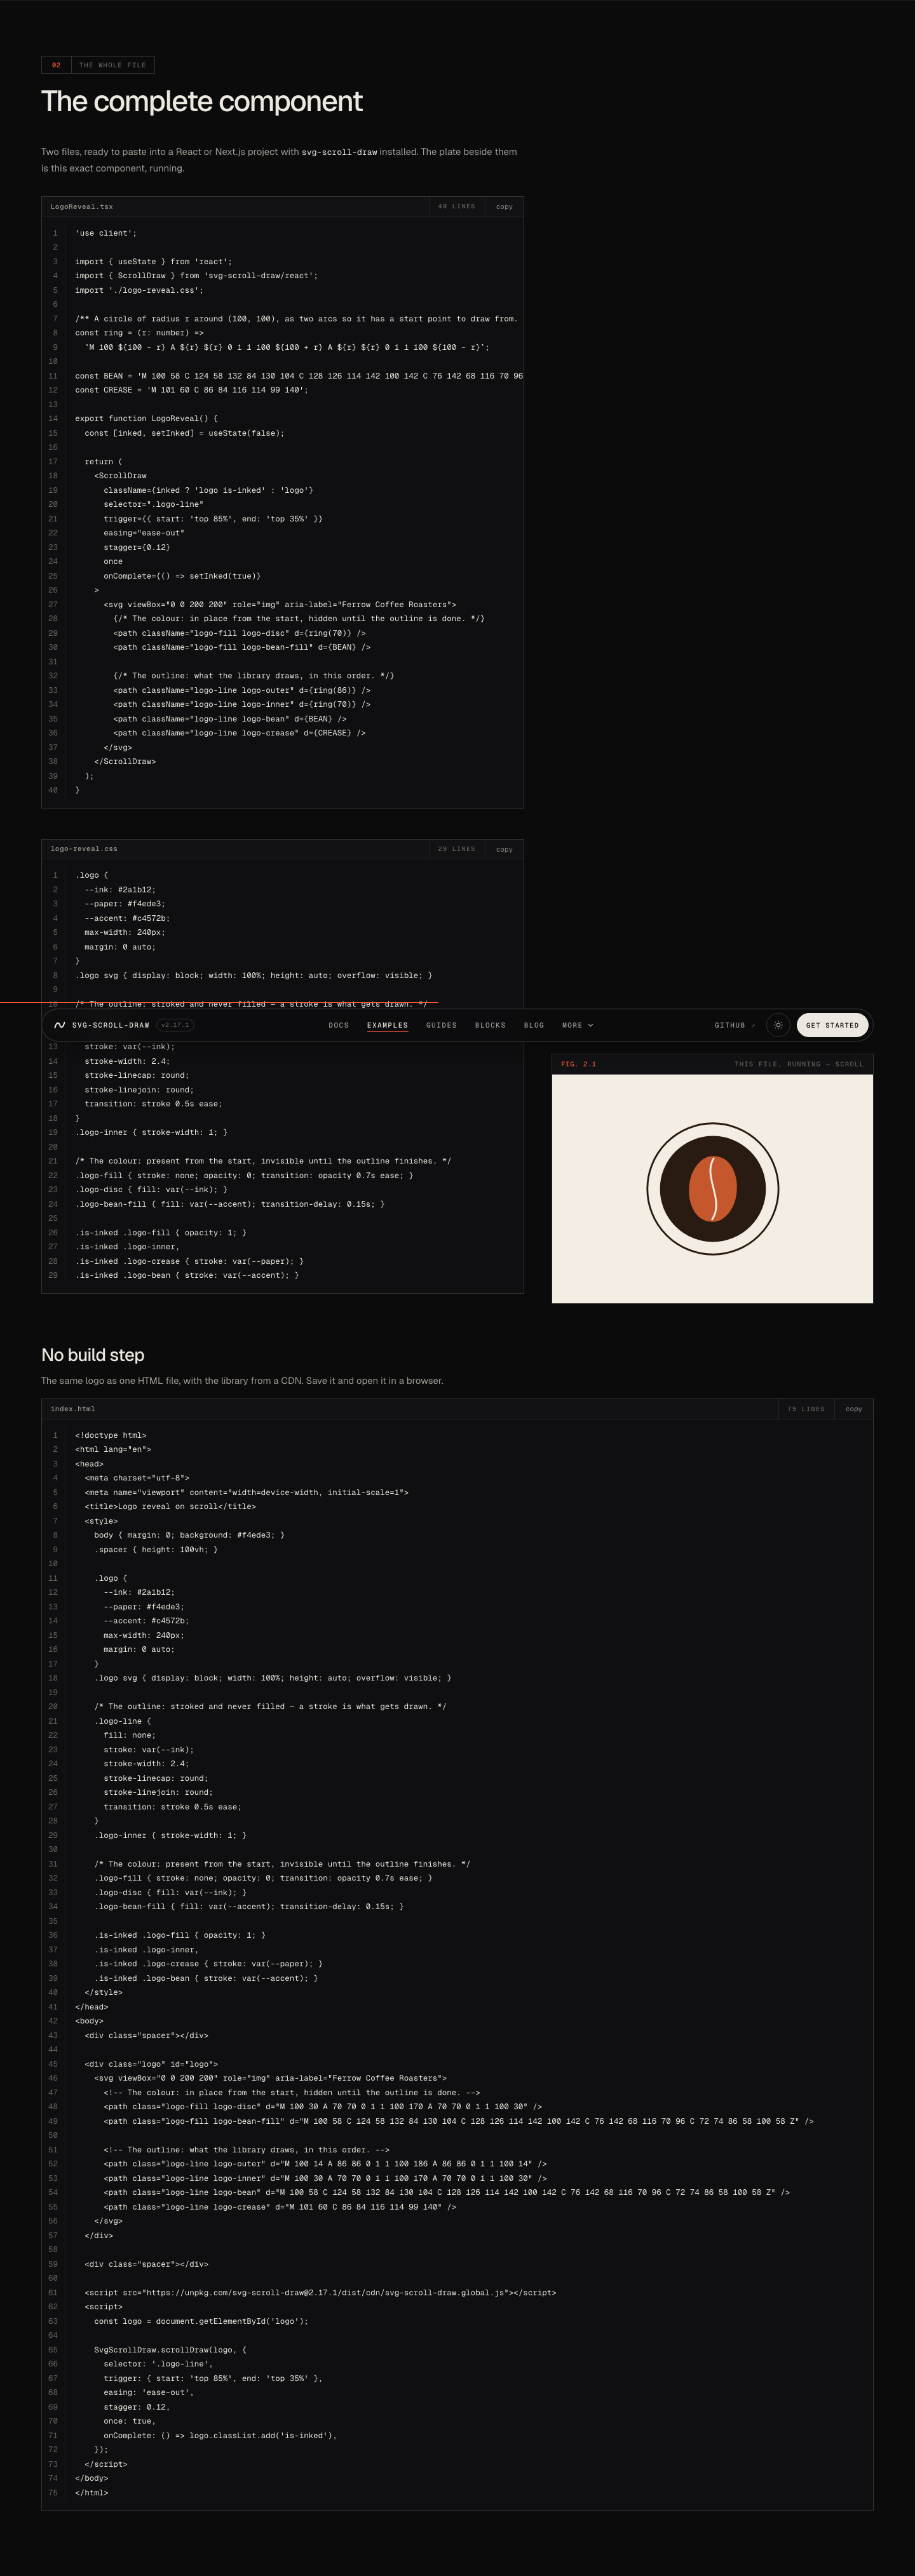 02 THE WHOLE FILE
The complete component
Two files, ready to paste into a React or Next.js project with svg-scroll-draw installed. The plate beside them
is this exact component, running.
LogoReveal.tsx 40 LINES copy
1 'use client';
2
3 import { useState } from 'react';
4 import { ScrollDraw } from 'svg-scroll-draw/react';
5 import './logo-reveal.css';
6
7 /** A circle of radius r around (100, 100), as two arcs so it has a start point to draw from.
8 const ring = (r: number) =>
9 `M 100 ${100 - r} A ${r} ${r} 0 1 1 100 ${100 + r} A ${r} ${r} 0 1 1 100 ${100 - r}`;
10
11 const BEAN = 'M 100 58 C 124 58 132 84 130 104 C 128 126 114 142 100 142 C 76 142 68 116 70 96
12 const CREASE = 'M 101 60 C 86 84 116 114 99 140';
13
14 export function LogoReveal() {
15 const [inked, setInked] = useState(false);
16
17 return (
18 <ScrollDraw
19 className={inked ? 'logo is-inked' : 'logo'}
20 selector=".logo-line"
21 trigger={{ start: 'top 85%', end: 'top 35%' }}
22 easing="ease-out"
23 stagger={0.12}
24 once
25 onComplete={() => setInked(true)}
26 >
27 <svg viewBox="0 0 200 200" role="img" aria-label="Ferrow Coffee Roasters">
28 {/* The colour: in place from the start, hidden until the outline is done. */}
29 <path className="logo-fill logo-disc" d={ring(70)} />
30 <path className="logo-fill logo-bean-fill" d={BEAN} />
31
32 {/* The outline: what the library draws, in this order. */}
33 <path className="logo-line logo-outer" d={ring(86)} />
34 <path className="logo-line logo-inner" d={ring(70)} />
35 <path className="logo-line logo-bean" d={BEAN} />
36 <path className="logo-line logo-crease" d={CREASE} />
37 </svg>
38 </ScrollDraw>
39 );
40 }
logo-reveal.css 29 LINES copy
1 .logo {
2 --ink: #2a1b12;
3 --paper: #f4ede3;
4 --accent: #c4572b;
5 max-width: 240px;
6 margin: 0 auto;
7 }
8 .logo svg { display: block; width: 100%; height: auto; overflow: visible; }
9
10 /* The outline: stroked and never filled — a stroke is what gets drawn. */
SVG-SCROLL-DRAW v2.17.1 DOCS EXAMPLES GUIDES BLOCKS BLOG MORE GITHUB GET STARTED
13 stroke: var(--ink);
14 stroke-width: 2.4;
15 stroke-linecap: round;
16 stroke-linejoin: round;
17 transition: stroke 0.5s ease;
18 }
19 .logo-inner { stroke-width: 1; }
20
21 /* The colour: present from the start, invisible until the outline finishes. */
22 .logo-fill { stroke: none; opacity: 0; transition: opacity 0.7s ease; }
23 .logo-disc { fill: var(--ink); }
24 .logo-bean-fill { fill: var(--accent); transition-delay: 0.15s; }
25
26 .is-inked .logo-fill { opacity: 1; }
27 .is-inked .logo-inner,
28 .is-inked .logo-crease { stroke: var(--paper); }
29 .is-inked .logo-bean { stroke: var(--accent); }
FIG. 2.1 THIS FILE, RUNNING — SCROLL
No build step
The same logo as one HTML file, with the library from a CDN. Save it and open it in a browser.
index.html 75 LINES copy
1 <!doctype html>
2 <html lang="en">
3 <head>
4 <meta charset="utf-8">
5 <meta name="viewport" content="width=device-width, initial-scale=1">
6 <title>Logo reveal on scroll</title>
7 <style>
8 body { margin: 0; background: #f4ede3; }
9 .spacer { height: 100vh; }
10
11 .logo {
12 --ink: #2a1b12;
13 --paper: #f4ede3;
14 --accent: #c4572b;
15 max-width: 240px;
16 margin: 0 auto;
17 }
18 .logo svg { display: block; width: 100%; height: auto; overflow: visible; }
19
20 /* The outline: stroked and never filled — a stroke is what gets drawn. */
21 .logo-line {
22 fill: none;
23 stroke: var(--ink);
24 stroke-width: 2.4;
25 stroke-linecap: round;
26 stroke-linejoin: round;
27 transition: stroke 0.5s ease;
28 }
29 .logo-inner { stroke-width: 1; }
30
31 /* The colour: present from the start, invisible until the outline finishes. */
32 .logo-fill { stroke: none; opacity: 0; transition: opacity 0.7s ease; }
33 .logo-disc { fill: var(--ink); }
34 .logo-bean-fill { fill: var(--accent); transition-delay: 0.15s; }
35
36 .is-inked .logo-fill { opacity: 1; }
37 .is-inked .logo-inner,
38 .is-inked .logo-crease { stroke: var(--paper); }
39 .is-inked .logo-bean { stroke: var(--accent); }
40 </style>
41 </head>
42 <body>
43 <div class="spacer"></div>
44
45 <div class="logo" id="logo">
46 <svg viewBox="0 0 200 200" role="img" aria-label="Ferrow Coffee Roasters">
47 <!-- The colour: in place from the start, hidden until the outline is done. -->
48 <path class="logo-fill logo-disc" d="M 100 30 A 70 70 0 1 1 100 170 A 70 70 0 1 1 100 30" />
49 <path class="logo-fill logo-bean-fill" d="M 100 58 C 124 58 132 84 130 104 C 128 126 114 142 100 142 C 76 142 68 116 70 96 C 72 74 86 58 100 58 Z" />
50
51 <!-- The outline: what the library draws, in this order. -->
52 <path class="logo-line logo-outer" d="M 100 14 A 86 86 0 1 1 100 186 A 86 86 0 1 1 100 14" />
53 <path class="logo-line logo-inner" d="M 100 30 A 70 70 0 1 1 100 170 A 70 70 0 1 1 100 30" />
54 <path class="logo-line logo-bean" d="M 100 58 C 124 58 132 84 130 104 C 128 126 114 142 100 142 C 76 142 68 116 70 96 C 72 74 86 58 100 58 Z" />
55 <path class="logo-line logo-crease" d="M 101 60 C 86 84 116 114 99 140" />
56 </svg>
57 </div>
58
59 <div class="spacer"></div>
60
61 <script src="https://unpkg.com/svg-scroll-draw@2.17.1/dist/cdn/svg-scroll-draw.global.js"></script>
62 <script>
63 const logo = document.getElementById('logo');
64
65 SvgScrollDraw.scrollDraw(logo, {
66 selector: '.logo-line',
67 trigger: { start: 'top 85%', end: 'top 35%' },
68 easing: 'ease-out',
69 stagger: 0.12,
70 once: true,
71 onComplete: () => logo.classList.add('is-inked'),
72 });
73 </script>
74 </body>
75 </html>